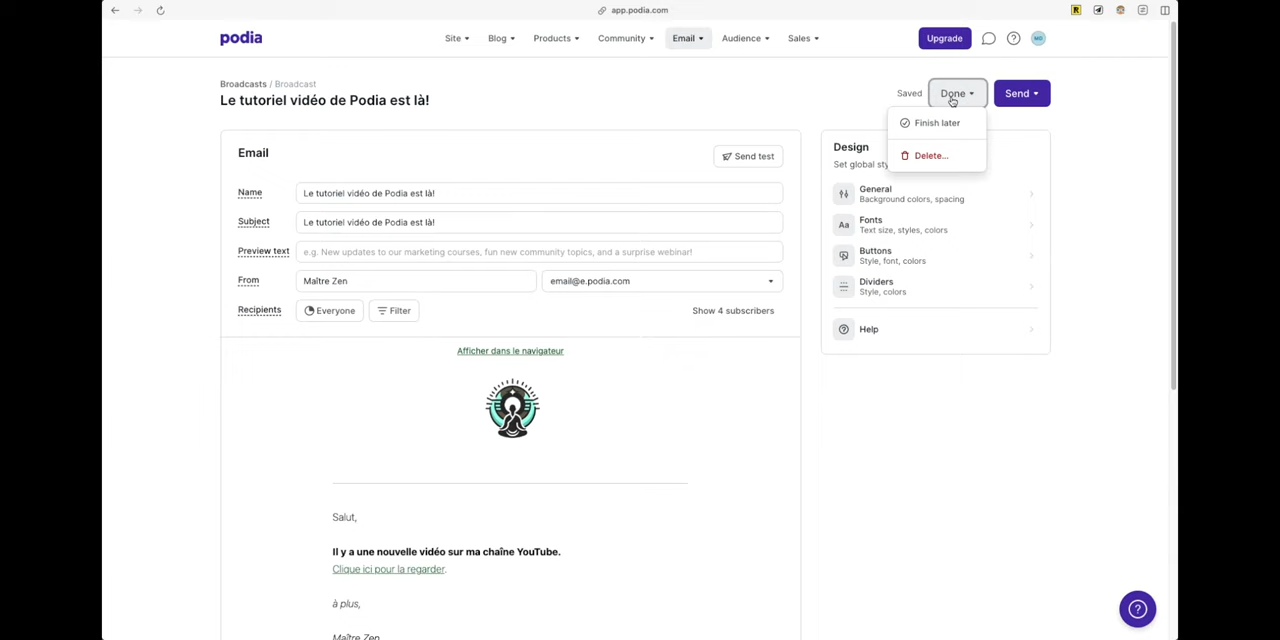 app.podia.com
podia
Site
Blog
Products
Community
Email
Audience
Sales
Upgrade
MD
Broadcasts / Broadcast
Le tutoriel vidéo de Podia est là!
Saved
Done
Send
Finish later
Delete...
Email
Send test
Name
Le tutoriel vidéo de Podia est là!
Subject
Le tutoriel vidéo de Podia est là!
Preview text
e.g. New updates to our marketing courses, fun new community topics, and a surprise webinar!
From
Maître Zen
email@e.podia.com
Recipients
Everyone
Filter
Show 4 subscribers
Design
Set global sty
General
Background colors, spacing
Aa
Fonts
Text size, styles, colors
Buttons
Style, font, colors
Dividers
Style, colors
Help
Afficher dans le navigateur
Salut,
Il y a une nouvelle vidéo sur ma chaîne YouTube.
Clique ici pour la regarder.
à plus,
Maître Zen